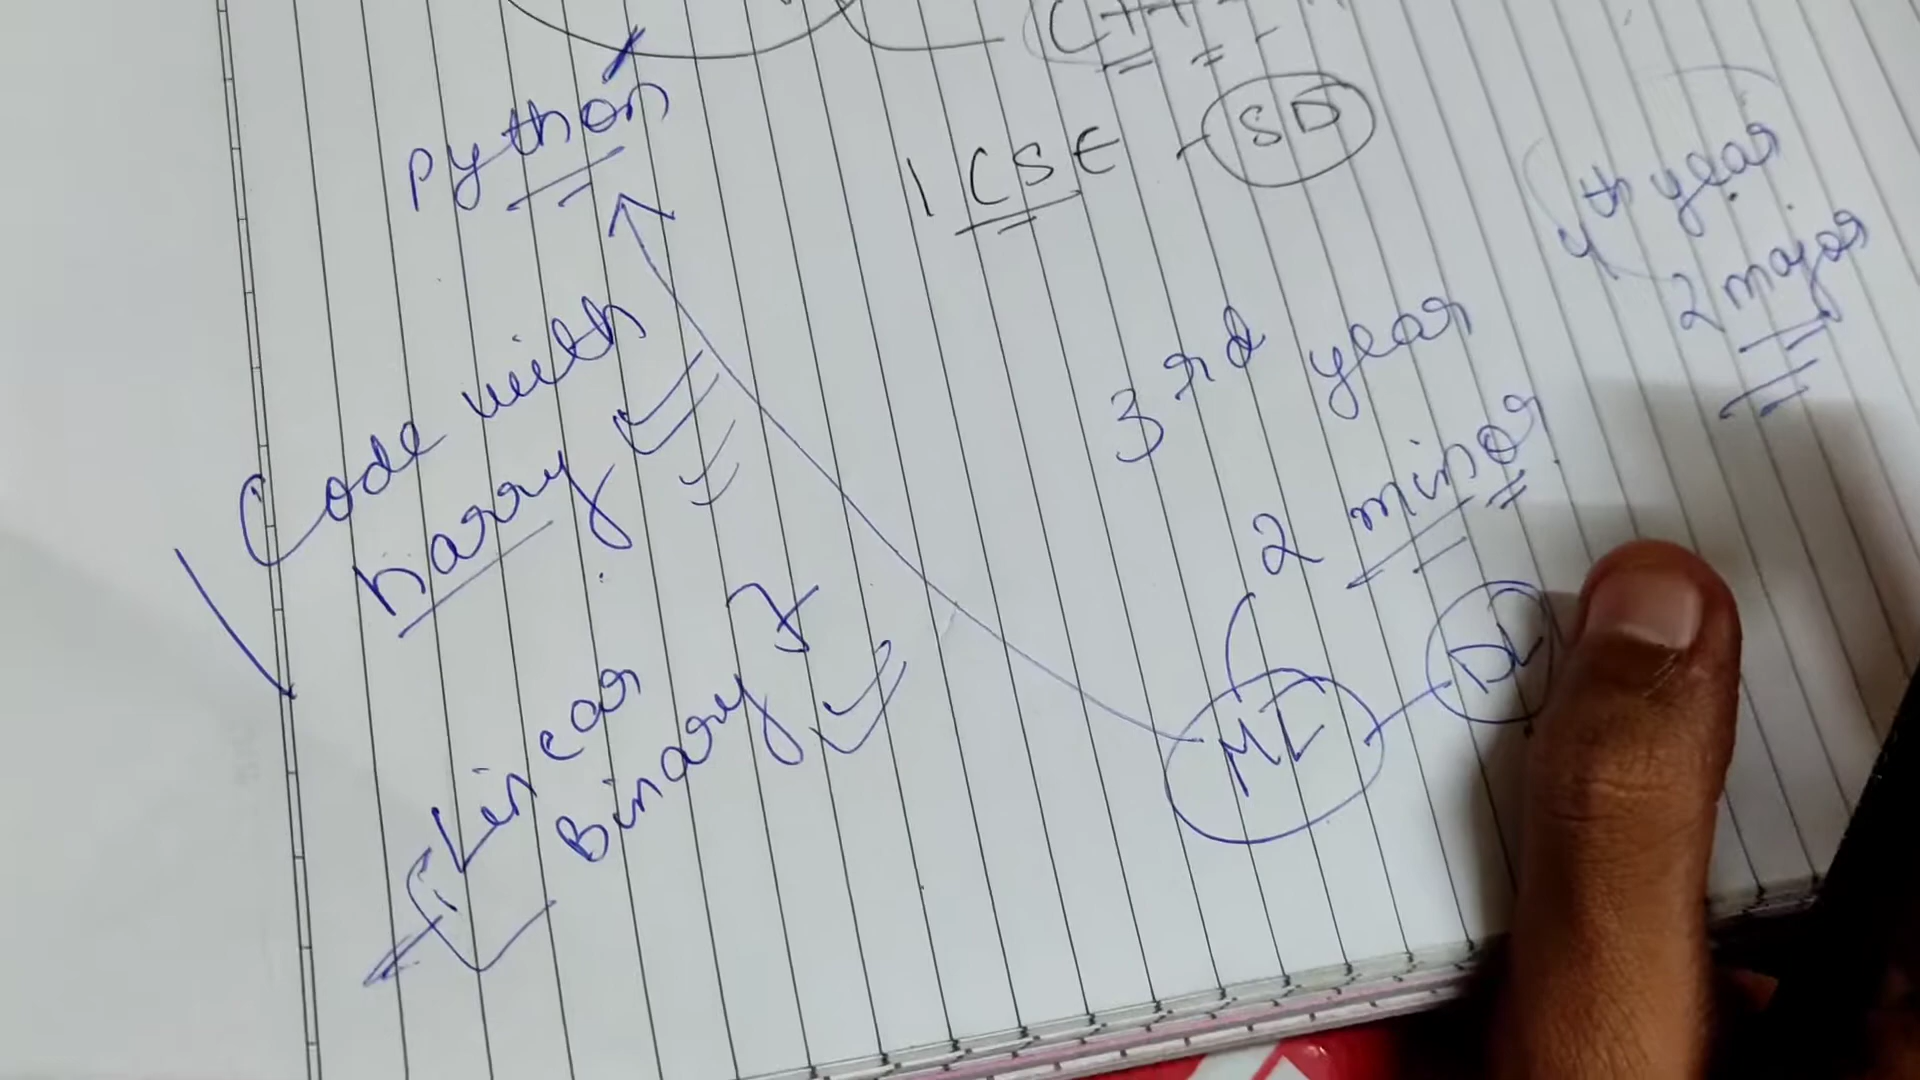 C++
Python
ICSE - SD
4th year
2 major
Code with
harry
3rd year
2 minor
Linear
Binary
ML
DL